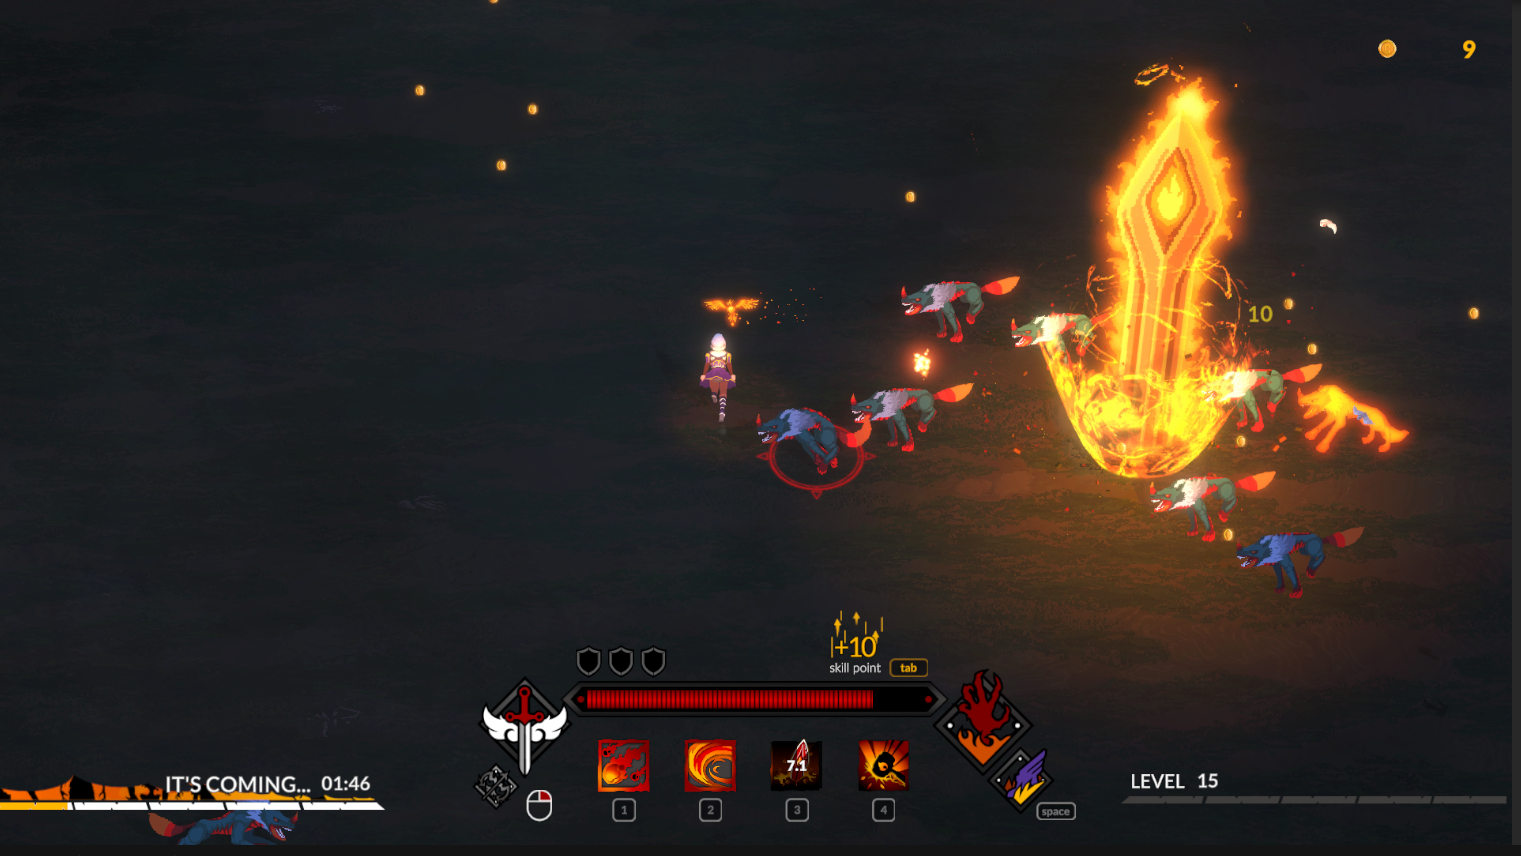 9
10
+10
skill point tab
IT'S COMING... 01:46
7.1
LEVEL 15
1 2 3 4 space